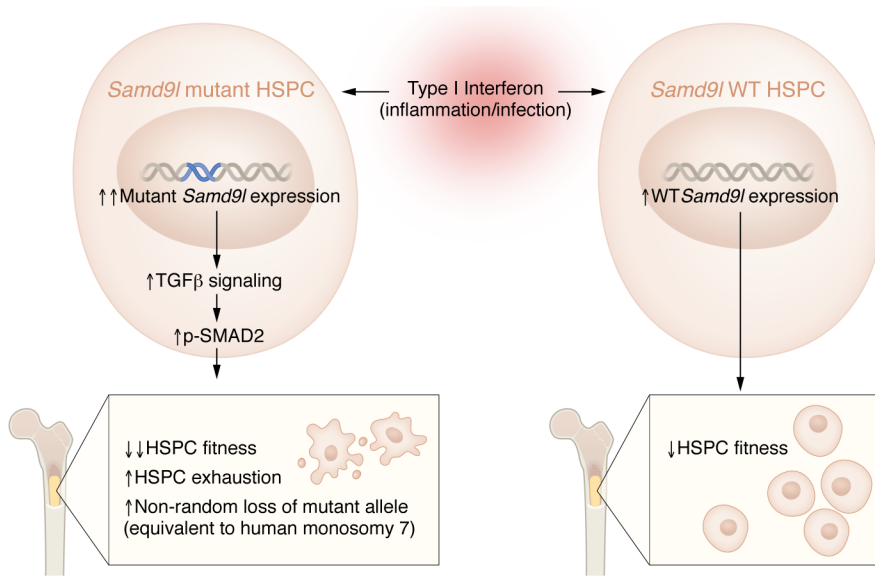 Samd9l mutant HSPC
Type I Interferon
(inflammation/infection)
Samd9l WT HSPC
↑↑Mutant Samd9l expression
↑WT Samd9l expression
↑TGFβ signaling
↑p-SMAD2
↓↓HSPC fitness
↑HSPC exhaustion
↑Non-random loss of mutant allele
(equivalent to human monosomy 7)
↓HSPC fitness